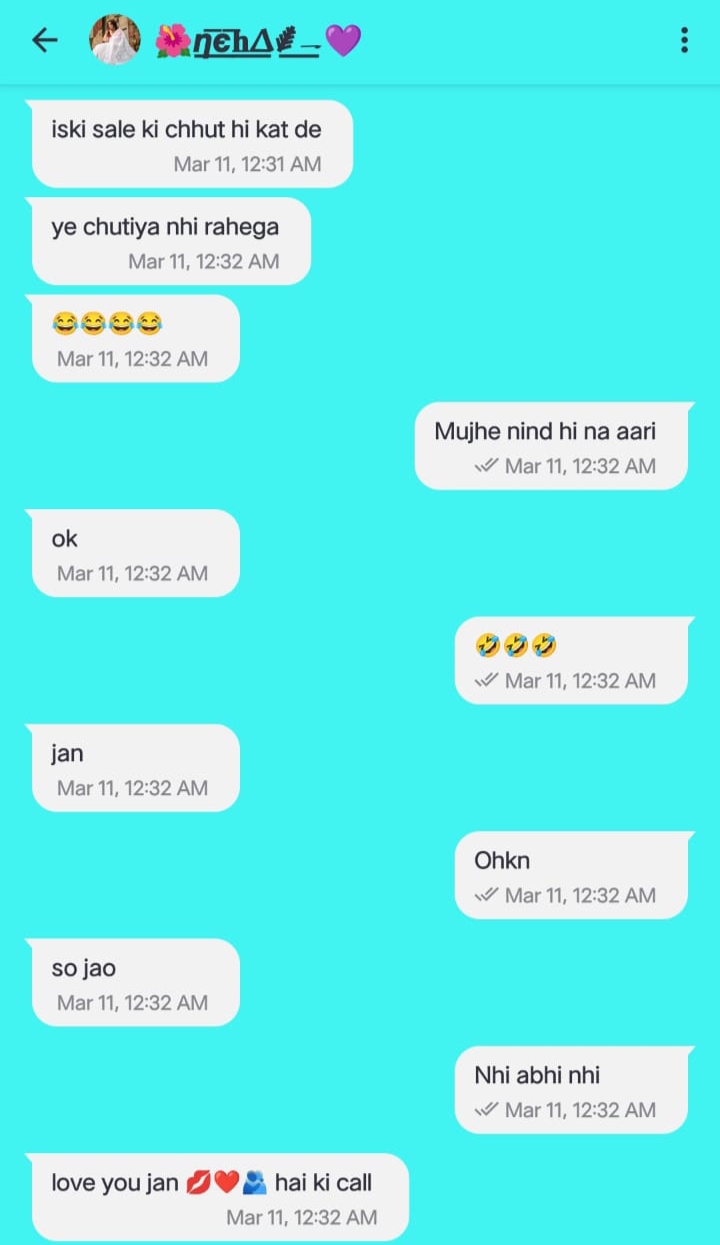 🌺η̲є̅h∆🌿_💜
iski sale ki chhut hi kat de
Mar 11, 12:31 AM
ye chutiya nhi rahega
Mar 11, 12:32 AM
😂😂😂😂
Mar 11, 12:32 AM
Mujhe nind hi na aari
Mar 11, 12:32 AM
ok
Mar 11, 12:32 AM
🤣🤣🤣
Mar 11, 12:32 AM
jan
Mar 11, 12:32 AM
Ohkn
Mar 11, 12:32 AM
so jao
Mar 11, 12:32 AM
Nhi abhi nhi
Mar 11, 12:32 AM
love you jan 💋❤️🫂 hai ki call
Mar 11, 12:32 AM